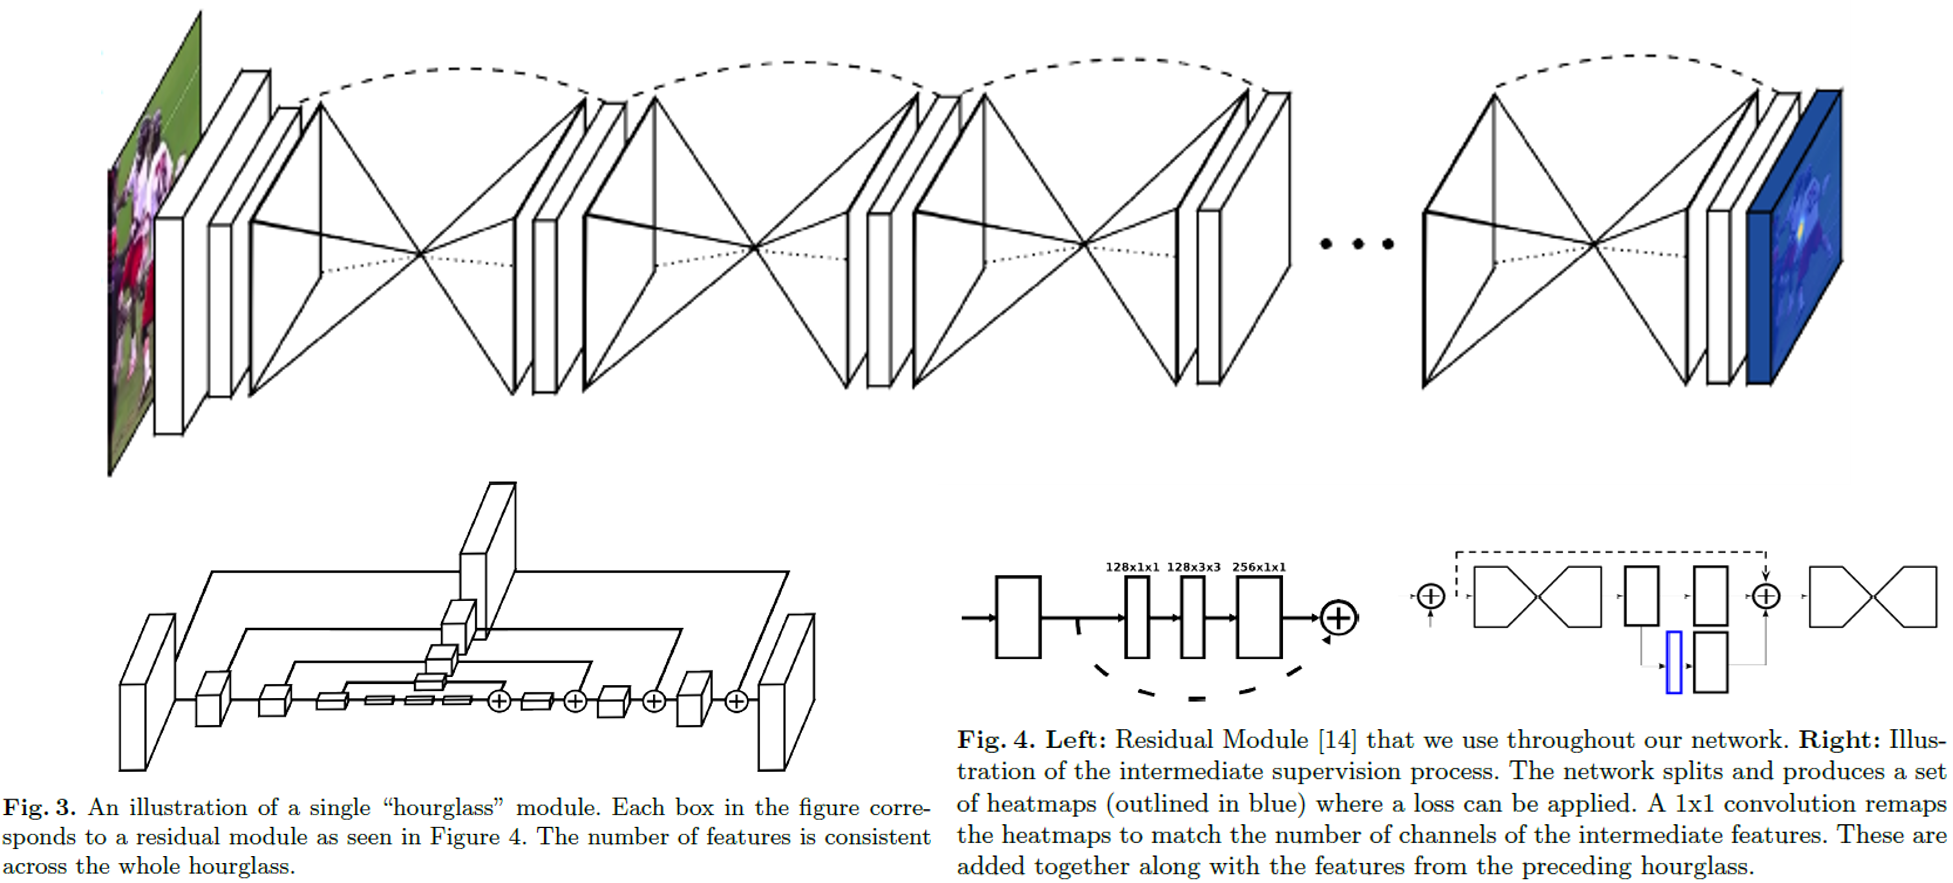 128x1x1 128x3x3 256x1x1
Fig. 3. An illustration of a single “hourglass” module. Each box in the figure corre-
sponds to a residual module as seen in Figure 4. The number of features is consistent
across the whole hourglass.
Fig. 4. Left: Residual Module [14] that we use throughout our network. Right: Illus-
tration of the intermediate supervision process. The network splits and produces a set
of heatmaps (outlined in blue) where a loss can be applied. A 1x1 convolution remaps
the heatmaps to match the number of channels of the intermediate features. These are
added together along with the features from the preceding hourglass.